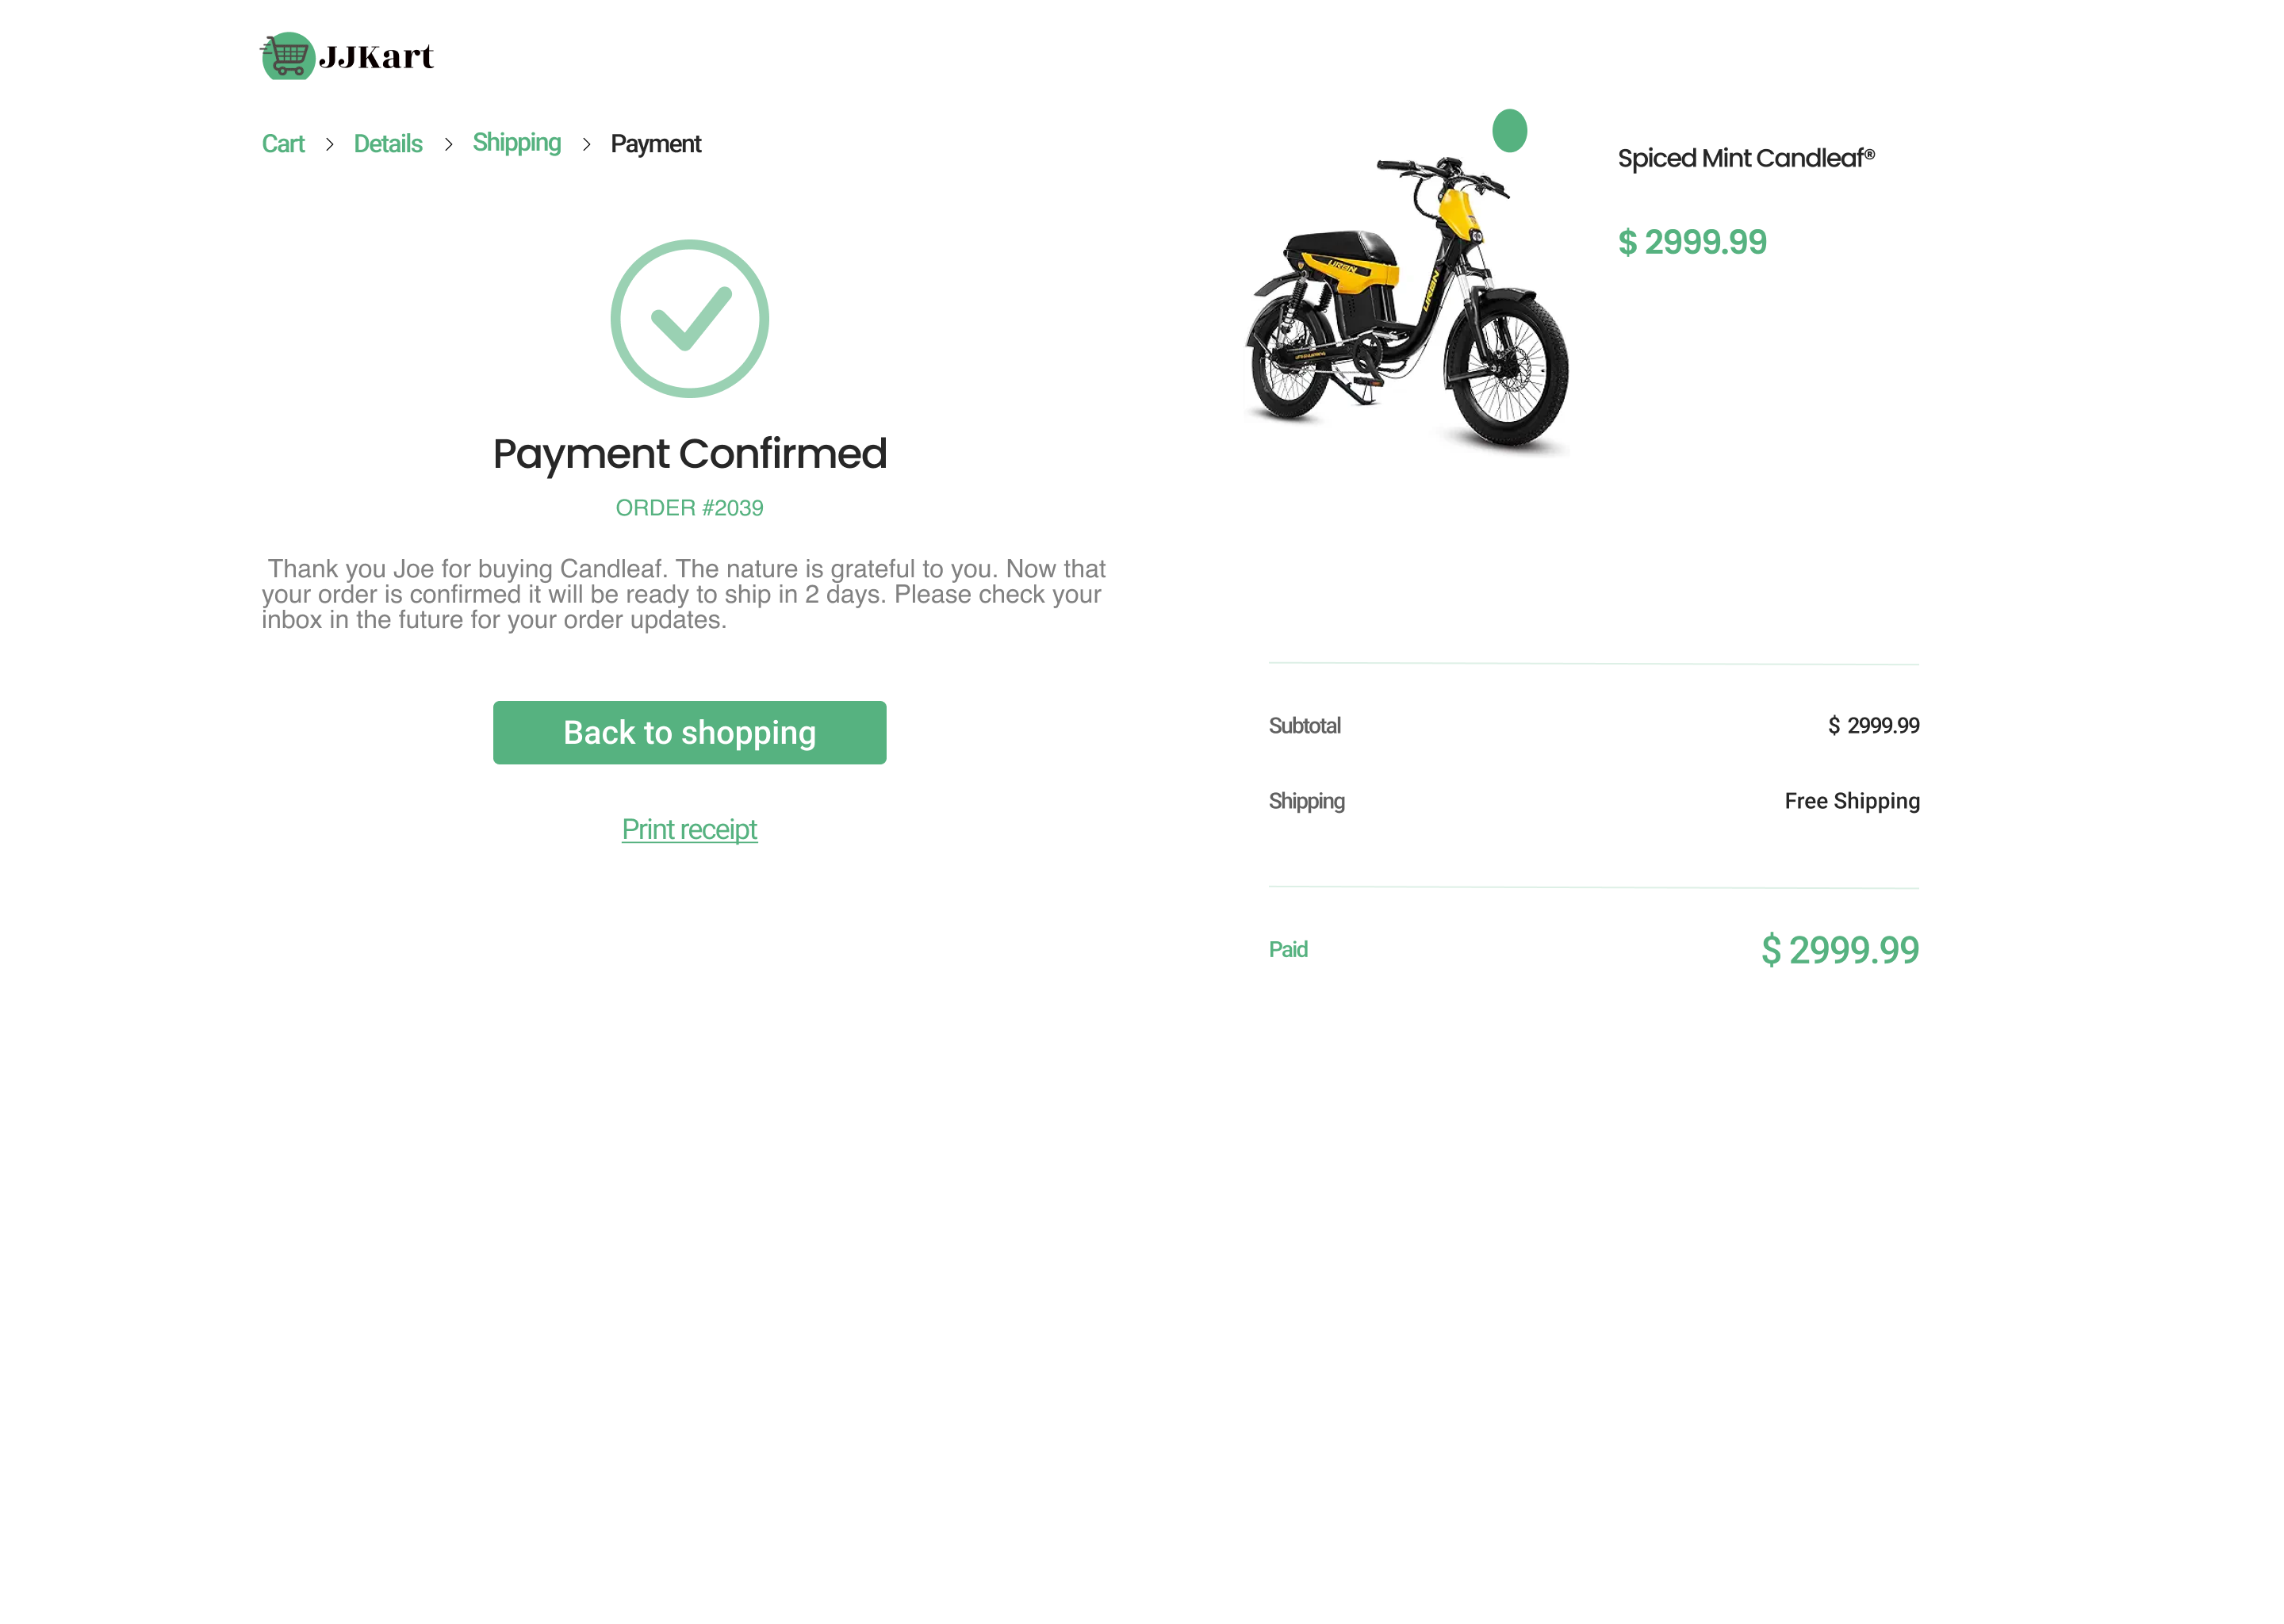 JJKart
Cart > Details > Shipping > Payment
Payment Confirmed
ORDER #2039
Thank you Joe for buying Candleaf. The nature is grateful to you. Now that
your order is confirmed it will be ready to ship in 2 days. Please check your
inbox in the future for your order updates.
Back to shopping
Print receipt
URBN
URBN
Spiced Mint Candleaf®
$ 2999.99
Subtotal $ 2999.99
Shipping Free Shipping
Paid $ 2999.99